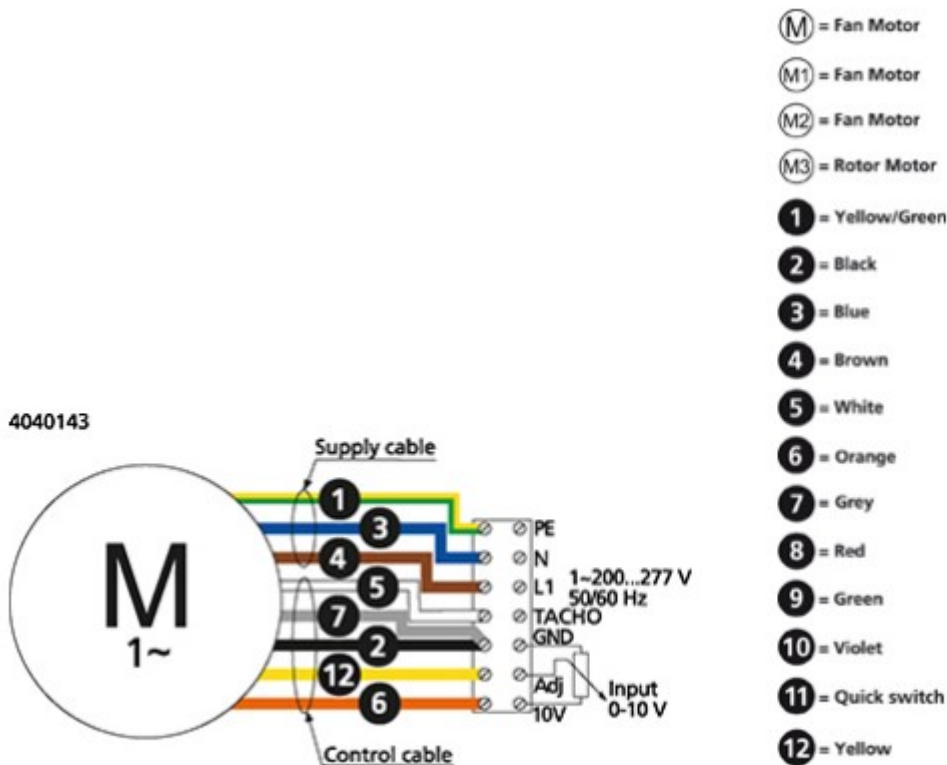 M = Fan Motor
M1 = Fan Motor
M2 = Fan Motor
M3 = Rotor Motor
1 = Yellow/Green
2 = Black
3 = Blue
4 = Brown
5 = White
6 = Orange
7 = Grey
8 = Red
9 = Green
10 = Violet
11 = Quick switch
12 = Yellow
4040143
Supply cable
M
1~
1
3
4
5
7
2
12
6
PE
N
L1
1~200...277 V
50/60 Hz
TACHO
GND
Adj
10V
Input
0-10 V
Control cable